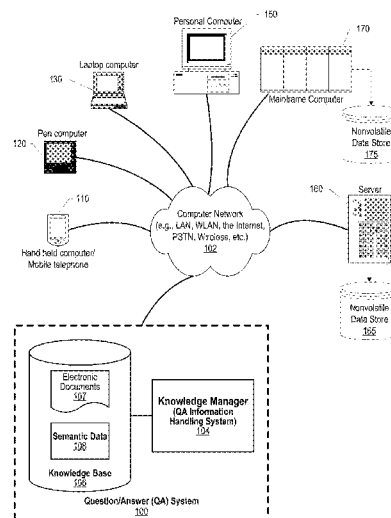 Personal Computer
150
170
Laptop computer
130
Mainframe Computer
Pen computer
120
Nonvolatile
Data Store
175
110
Computer Network
(e.g., LAN, WLAN, the Internet,
PSTN, Wireless, etc.)
102
160
Server
Hand held computer/
Mobile telephone
Nonvolatile
Data Store
165
Electronic
Documents
107
Knowledge Manager
(QA Information
Handling System)
104
Semantic Data
108
Knowledge Base
106
Question/Answer (QA) System
100